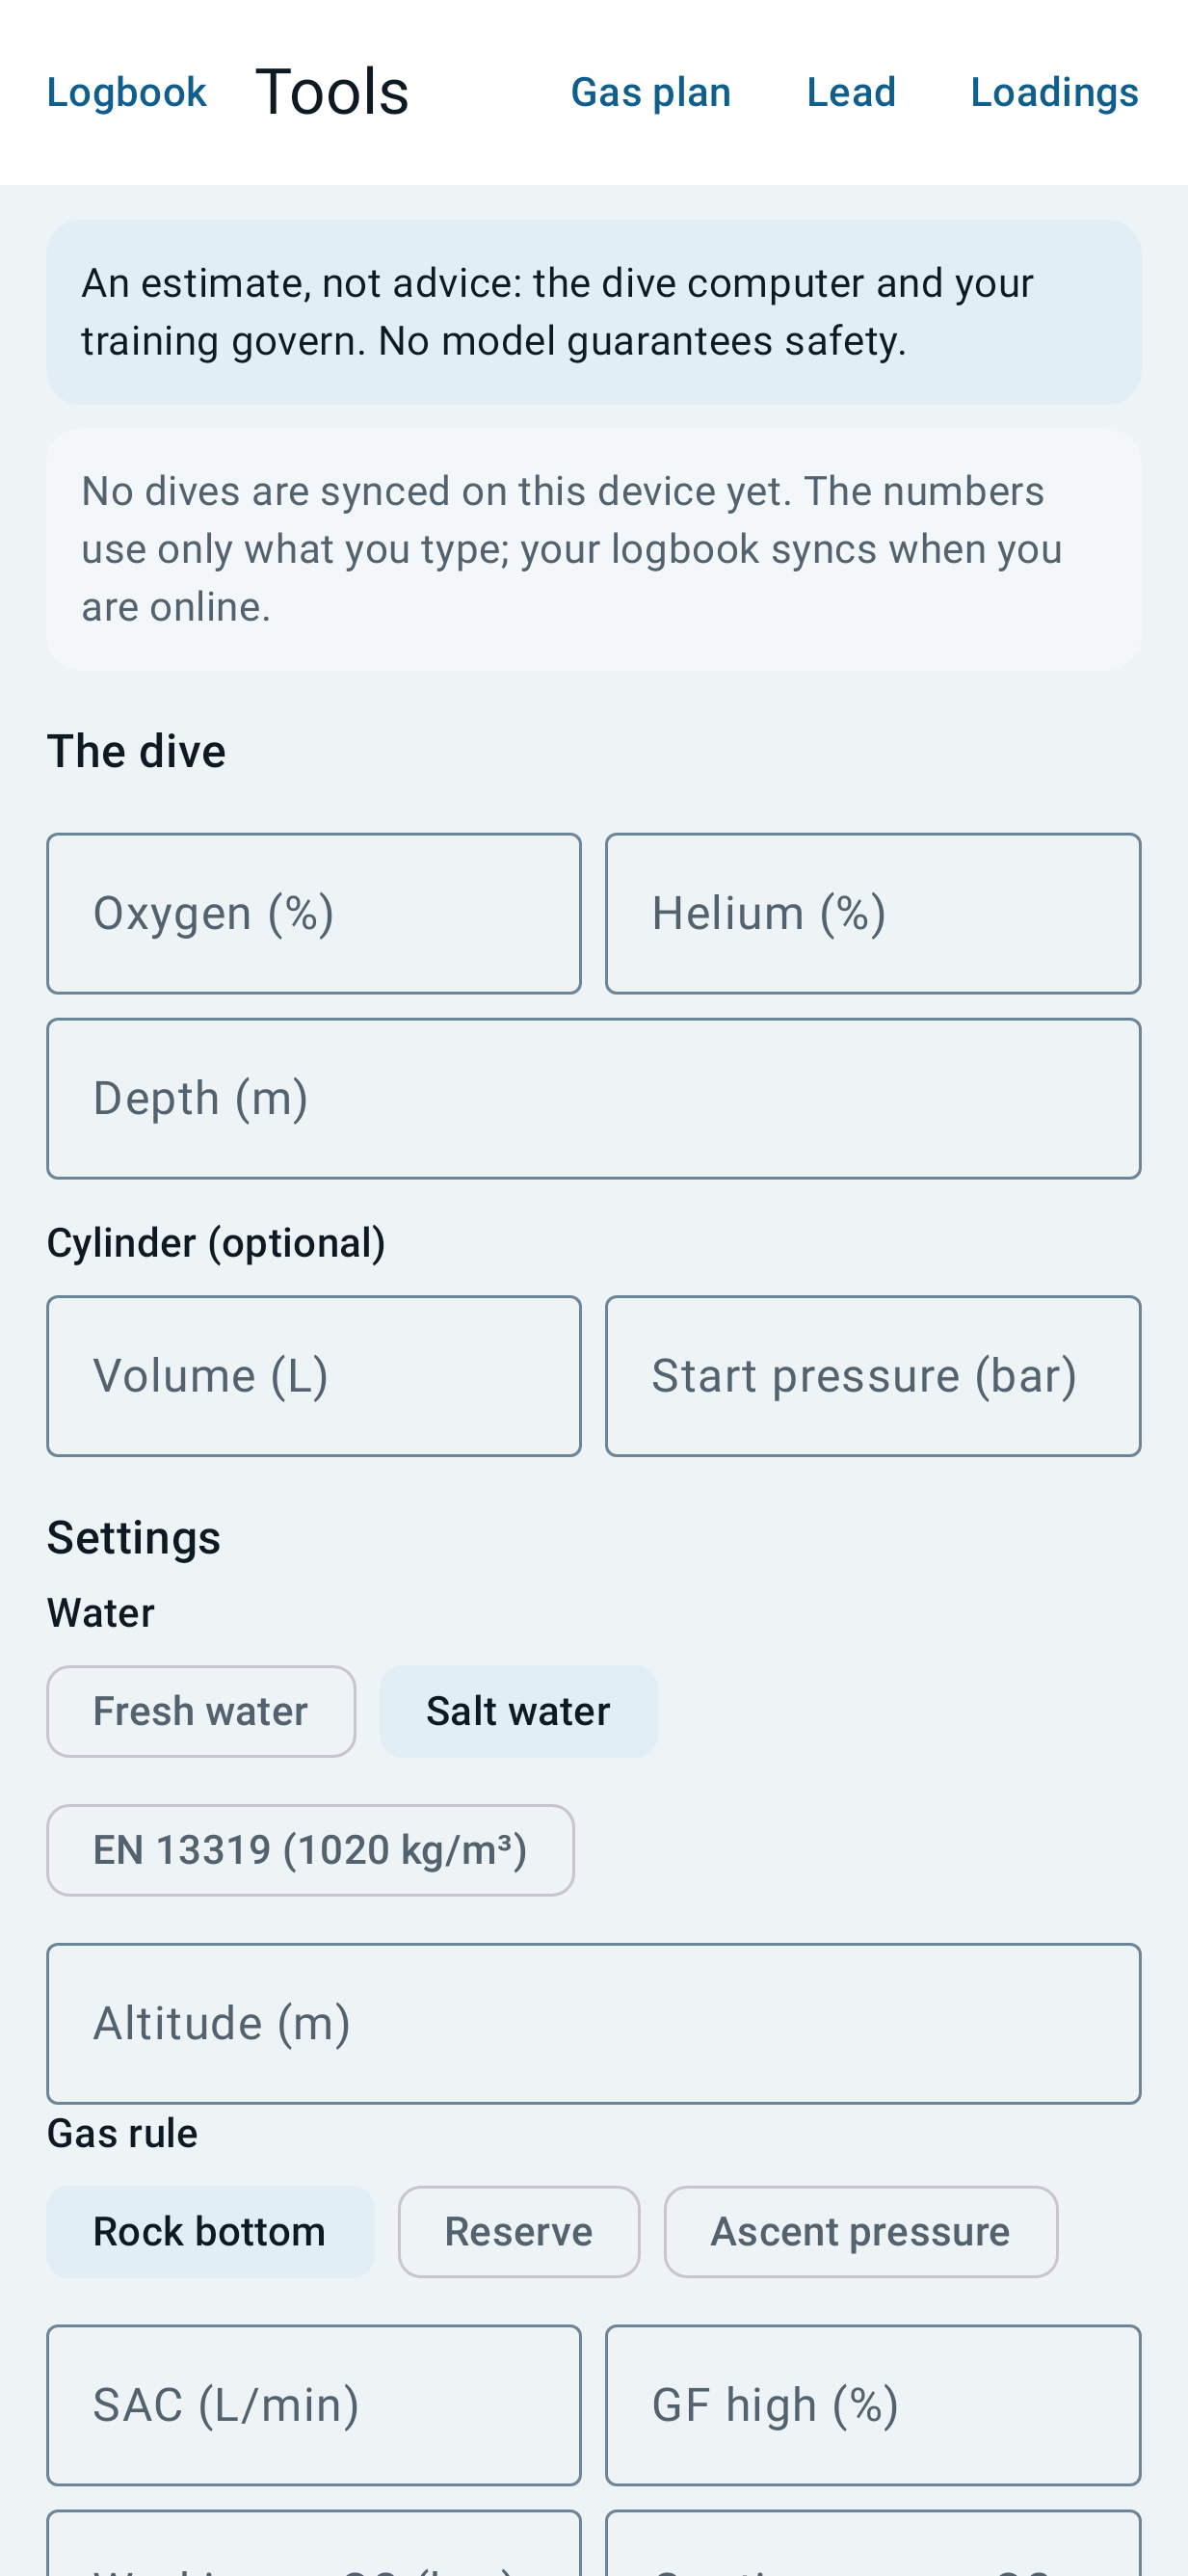 Logbook Tools Gas plan Lead Loadings
An estimate, not advice: the dive computer and your
training govern. No model guarantees safety.
No dives are synced on this device yet. The numbers
use only what you type; your logbook syncs when you
are online.
The dive
Oxygen (%) Helium (%)
Depth (m)
Cylinder (optional)
Volume (L) Start pressure (bar)
Settings
Water
Fresh water Salt water
EN 13319 (1020 kg/m³)
Altitude (m)
Gas rule
Rock bottom Reserve Ascent pressure
SAC (L/min) GF high (%)